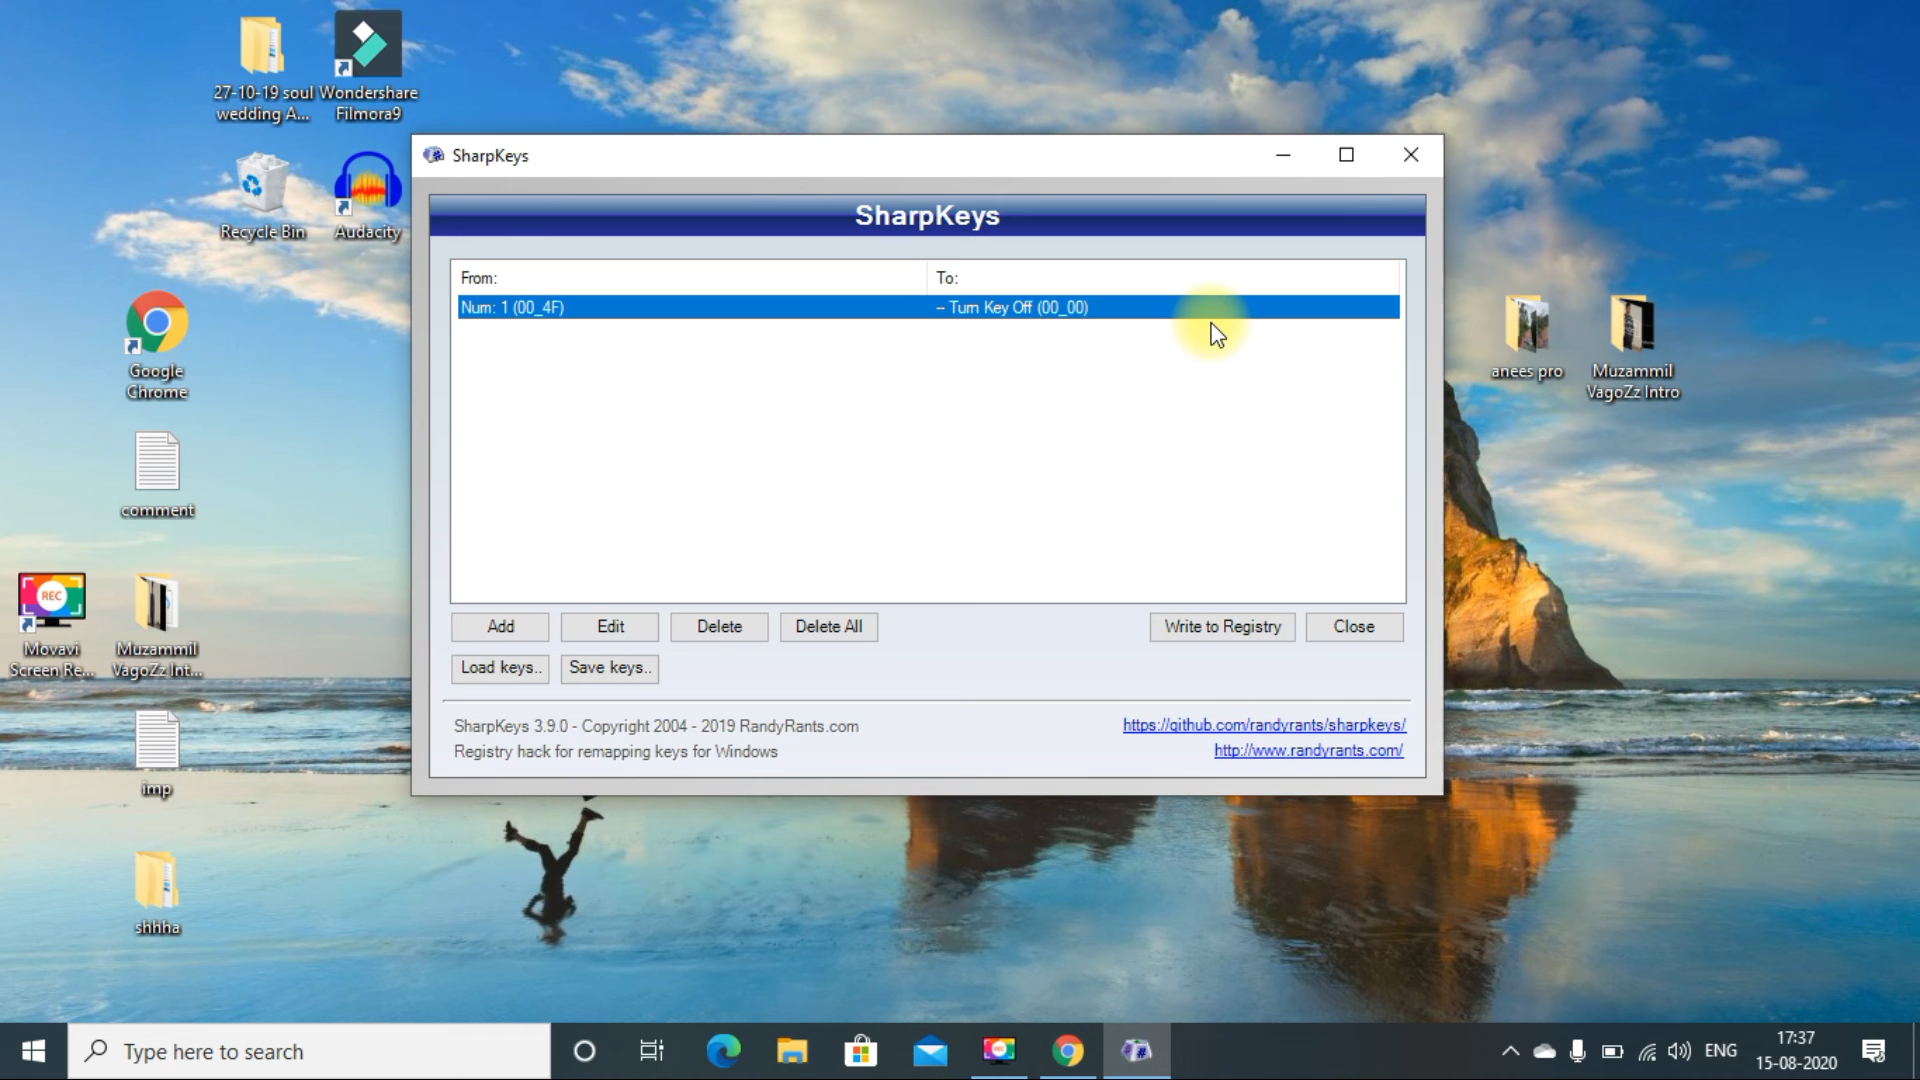 27-10-19 soul
wedding A...
Wondershare
Filmora9
Recycle Bin
Audacity
Google
Chrome
comment
REC
Movavi
Screen Re...
Muzammil
VagoZz Int...
imp
shhha
anees pro
Muzammil
VagoZz Intro
SharpKeys
SharpKeys
From:
To:
Num: 1 (00_4F)
-- Turn Key Off (00_00)
Add
Edit
Delete
Delete All
Write to Registry
Close
Load keys..
Save keys..
SharpKeys 3.9.0 - Copyright 2004 - 2019 RandyRants.com
https://github.com/randyrants/sharpkeys/
Registry hack for remapping keys for Windows
http://www.randyrants.com/
Type here to search
ENG
17:37
15-08-2020